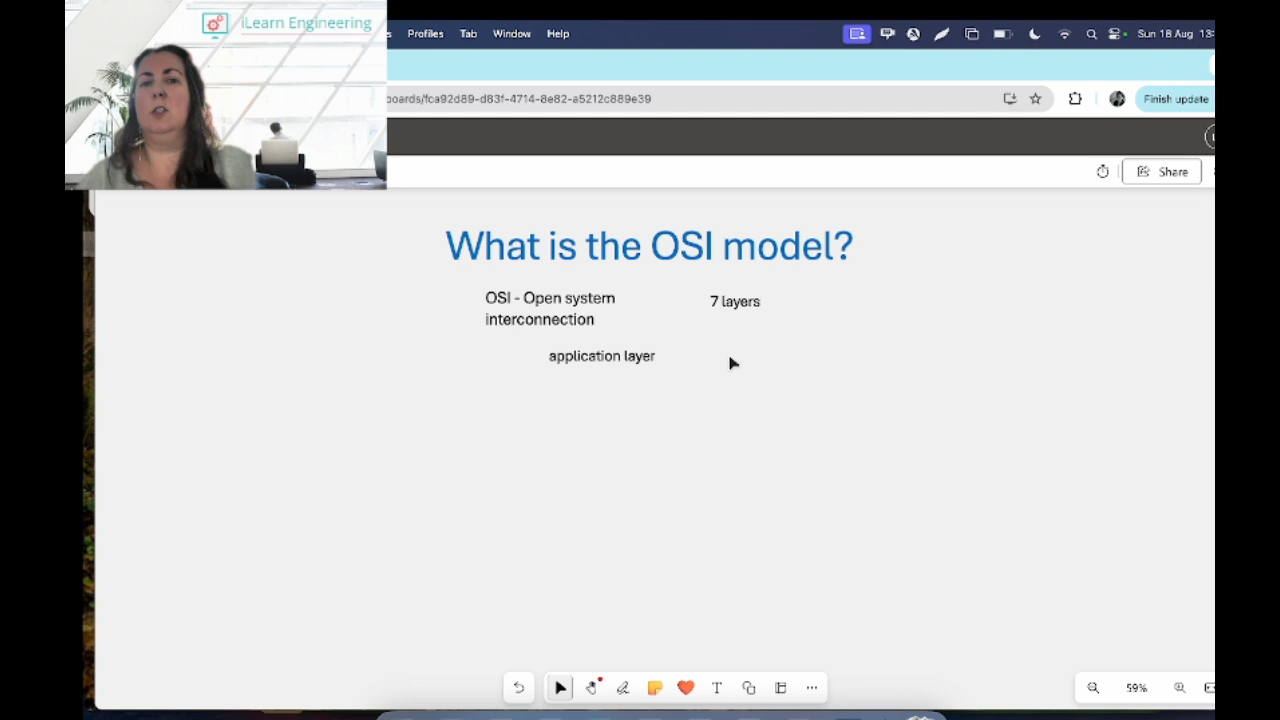 iLearn Engineering
Profiles Tab Window Help
Sun 18 Aug
boards/fca92d89-d83f-4714-8e82-a5212c889e39
Finish update
Share
What is the OSI model?
OSI - Open system
interconnection
7 layers
application layer
T
59%